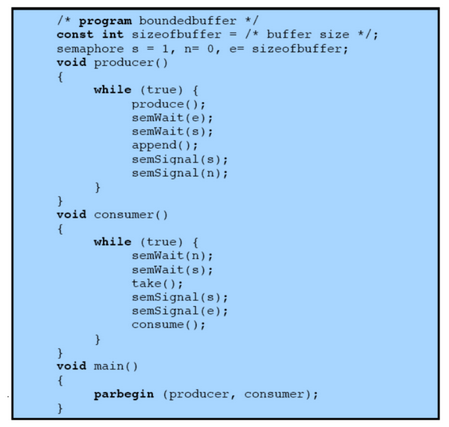 /* program boundedbuffer */
const int sizeofbuffer = /* buffer size */;
semaphore s = 1, n= 0, e= sizeofbuffer;
void producer()
{
while (true) {
produce();
semWait(e);
semWait(s);
append();
semSignal(s);
semSignal(n);
}
}
void consumer()
{
while (true) {
semWait(n);
semWait(s);
take();
semSignal(s);
semSignal(e);
consume();
}
}
void main()
{
parbegin (producer, consumer);
}